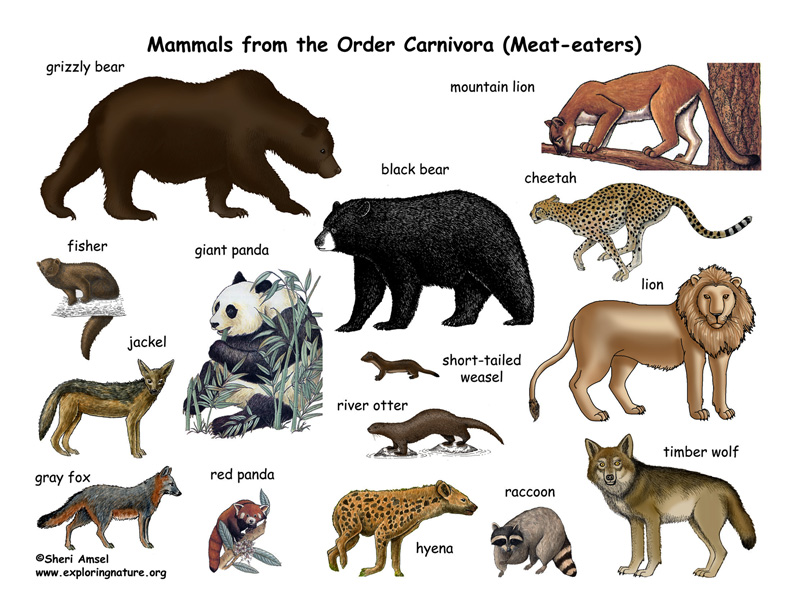 Mammals from the Order Carnivora (Meat-eaters)
grizzly bear
mountain lion
black bear
cheetah
fisher
giant panda
lion
jackel
short-tailed
weasel
river otter
timber wolf
gray fox
red panda
raccoon
hyena
©Sheri Amsel
www.exploringnature.org